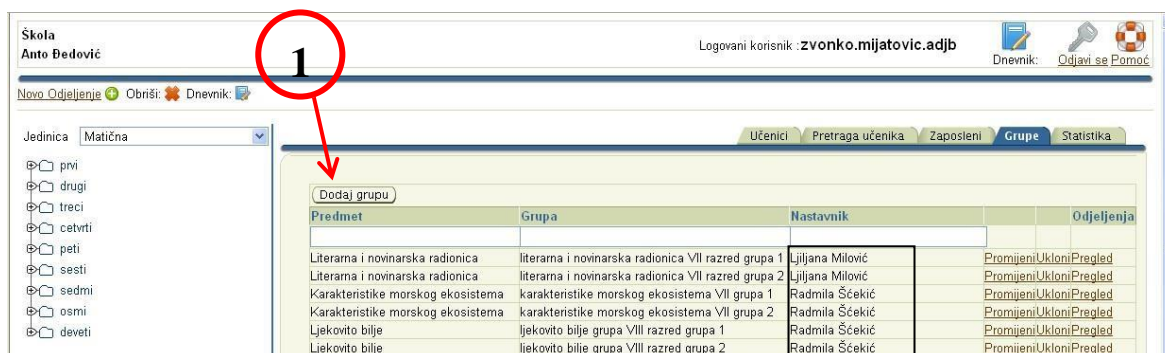 Škola
Anto Đedović
Logovani korisnik :zvonko.mijatovic.adjb
Dnevnik: Odjavi se Pomoć
1
Novo Odjeljenje Obriši: Dnevnik:
Jedinica Matična
Učenici Pretraga učenika Zaposleni Grupe Statistika
prvi
drugi
treci
cetvrti
peti
sesti
sedmi
osmi
deveti
Dodaj grupu
Predmet Grupa Nastavnik Odjeljenja
Literarna i novinarska radionica literarna i novinarska radionica VII razred grupa 1 Ljiljana Milović Promijeni Ukloni Pregled
Literarna i novinarska radionica literarna i novinarska radionica VII razred grupa 2 Ljiljana Milović Promijeni Ukloni Pregled
Karakteristike morskog ekosistema karakteristike morskog ekosistema VII grupa 1 Radmila Šćekić Promijeni Ukloni Pregled
Karakteristike morskog ekosistema karakteristike morskog ekosistema VII grupa 2 Radmila Šćekić Promijeni Ukloni Pregled
Ljekovito bilje ljekovito bilje grupa VIII razred grupa 1 Radmila Šćekić Promijeni Ukloni Pregled
Ljekovito bilje ljekovito bilje grupa VIII razred grupa 2 Radmila Šćekić Promijeni Ukloni Pregled